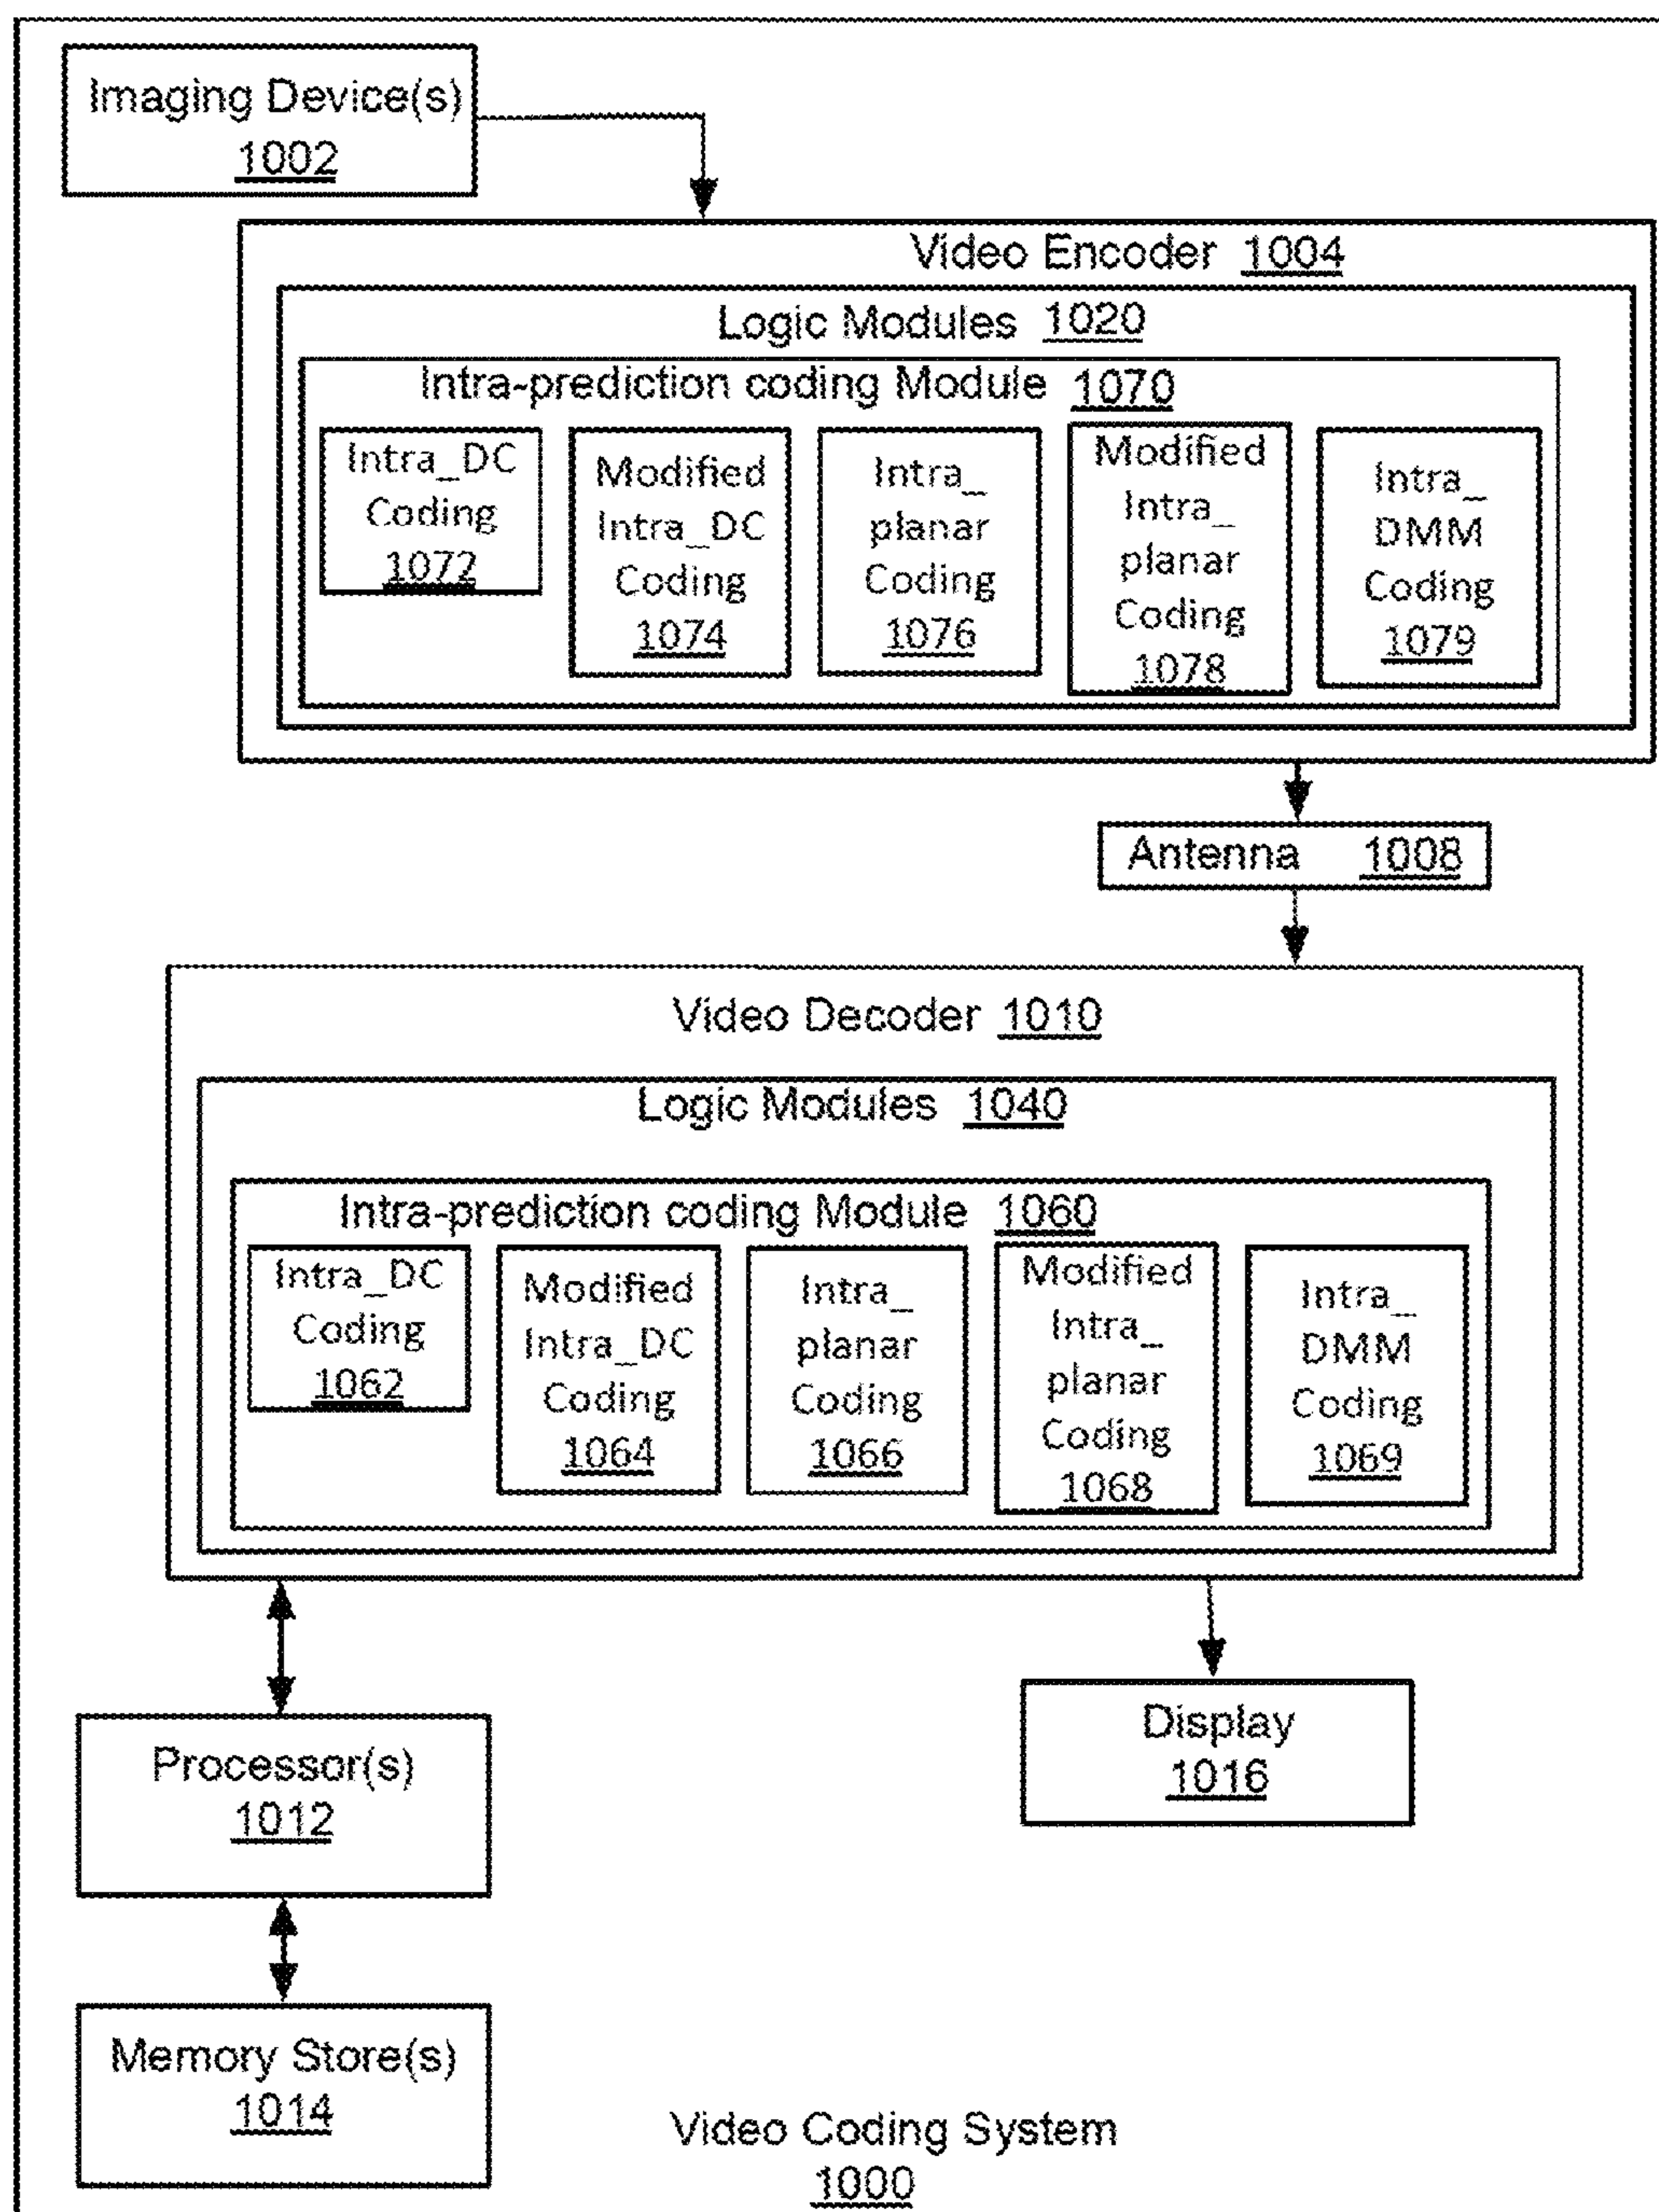 Imaging Device(s)
1002
Video Encoder 1004
Logic Modules 1020
Intra-prediction coding Module 1070
Intra_DC
Coding
1072
Modified
Intra_DC
Coding
1074
Intra_
planar
Coding
1076
Modified
Intra_
planar
Coding
1078
Intra_
DMM
Coding
1079
Antenna 1008
Video Decoder 1010
Logic Modules 1040
Intra-prediction coding Module 1060
Intra_DC
Coding
1062
Modified
Intra_DC
Coding
1064
Intra_
planar
Coding
1066
Modified
Intra_
planar
Coding
1068
Intra_
DMM
Coding
1069
Processor(s)
1012
Display
1016
Memory Store(s)
1014
Video Coding System
1000